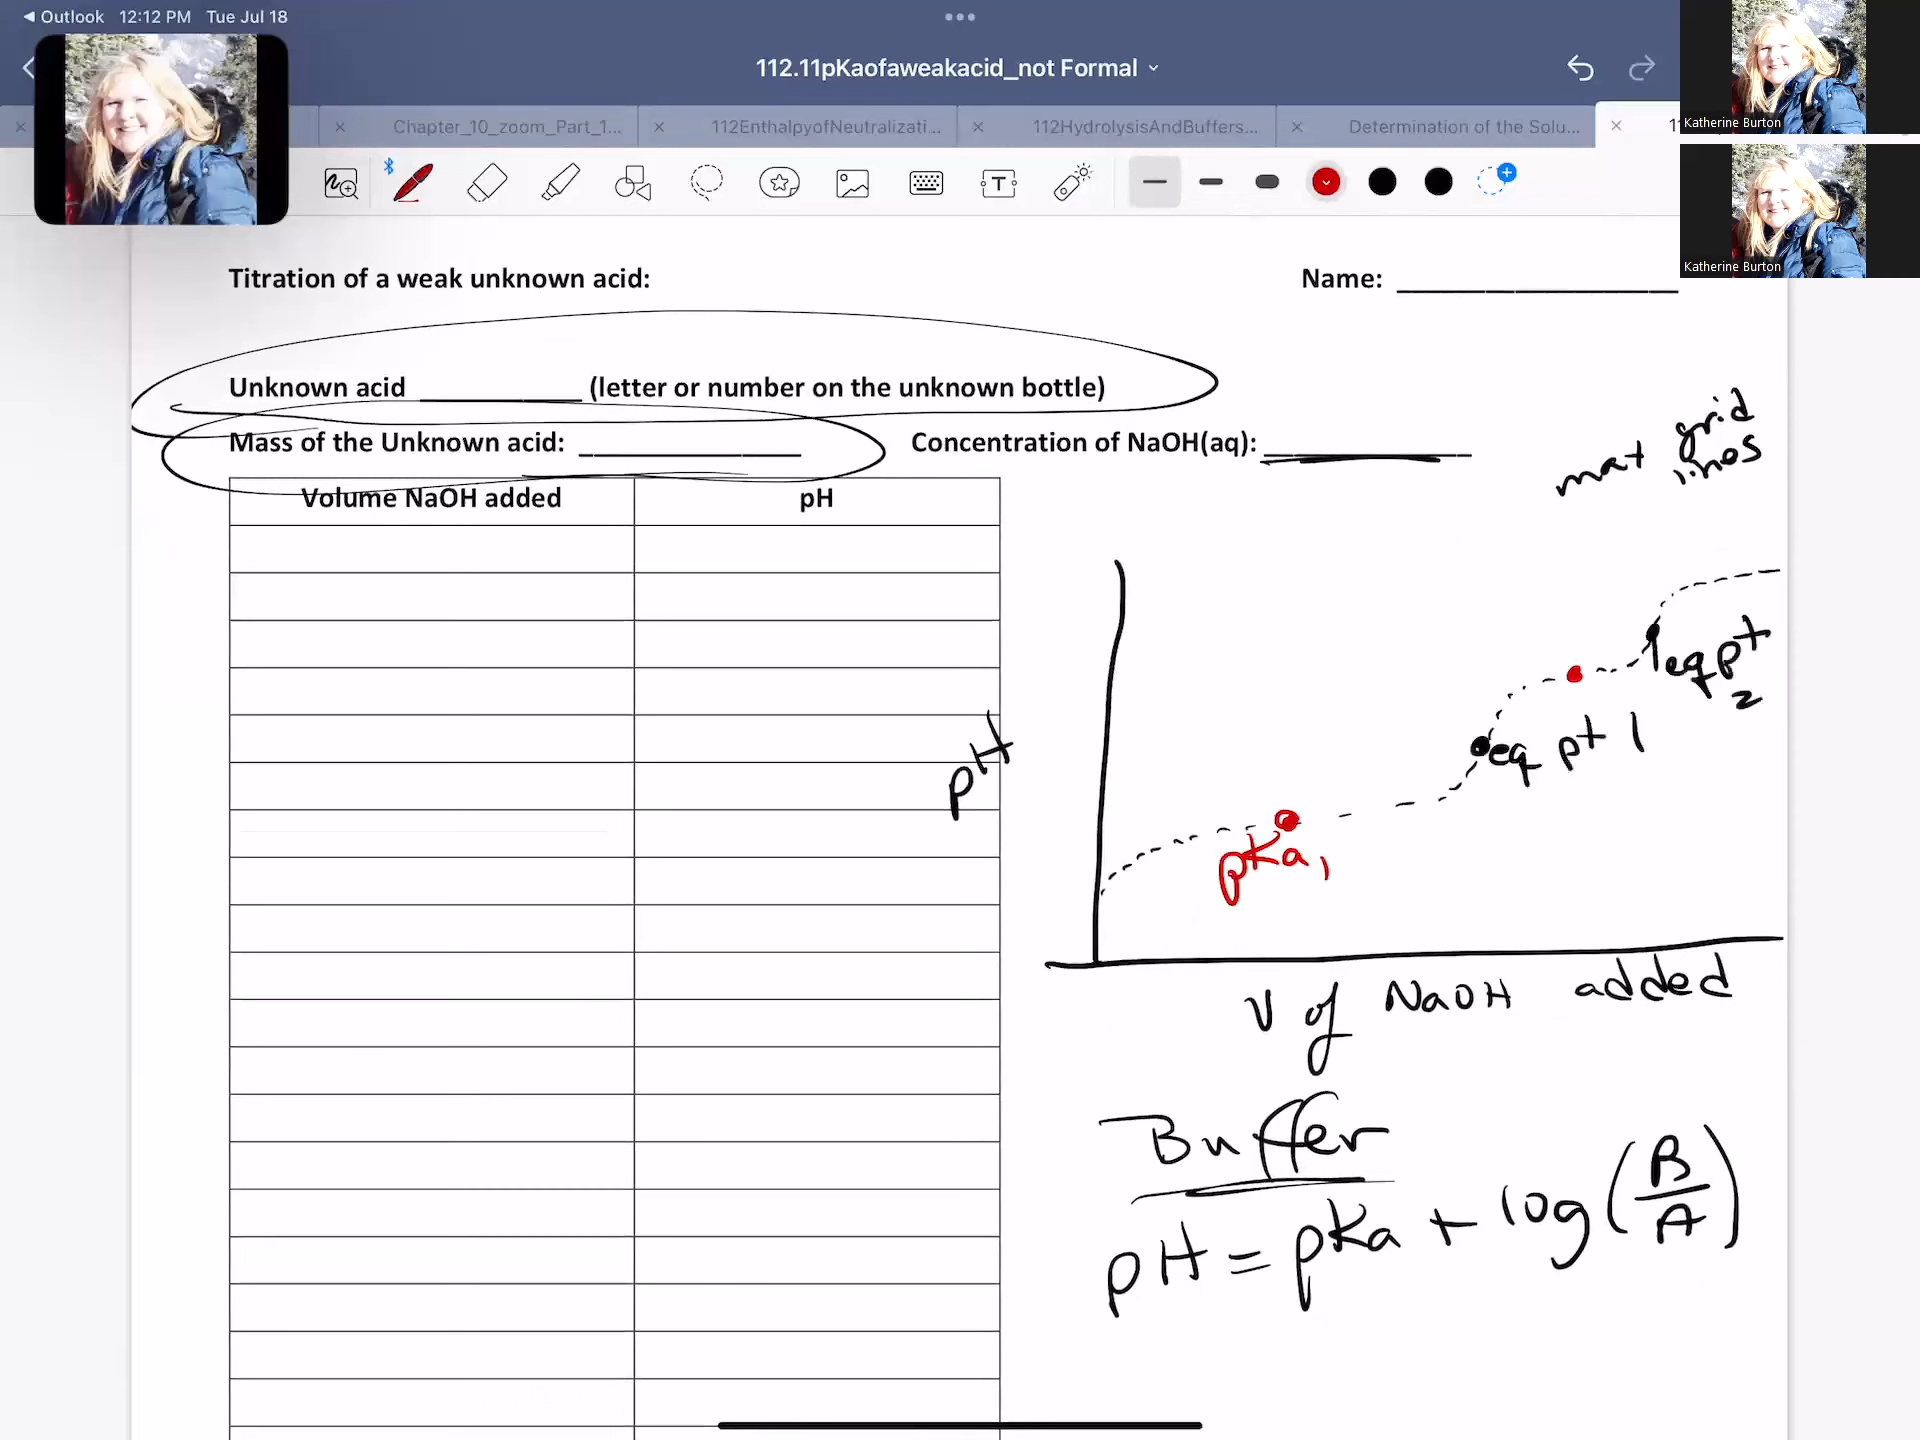 Outlook 12:12 PM Tue Jul 18
112.11pKaofaweakacid_not Formal
Chapter_10_zoom_Part_1...
112EnthalpyofNeutralizati...
112HydrolysisAndBuffers...
Determination of the Solu...
Katherine Burton
Katherine Burton
Titration of a weak unknown acid:
Name:
Unknown acid (letter or number on the unknown bottle)
Mass of the Unknown acid:
Concentration of NaOH(aq):
mat grid
lines
Volume NaOH added
pH
pH
eq pt
2
eq pt 1
pKa1
V of NaOH added
Buffer
pH = pKa + log(B/A)